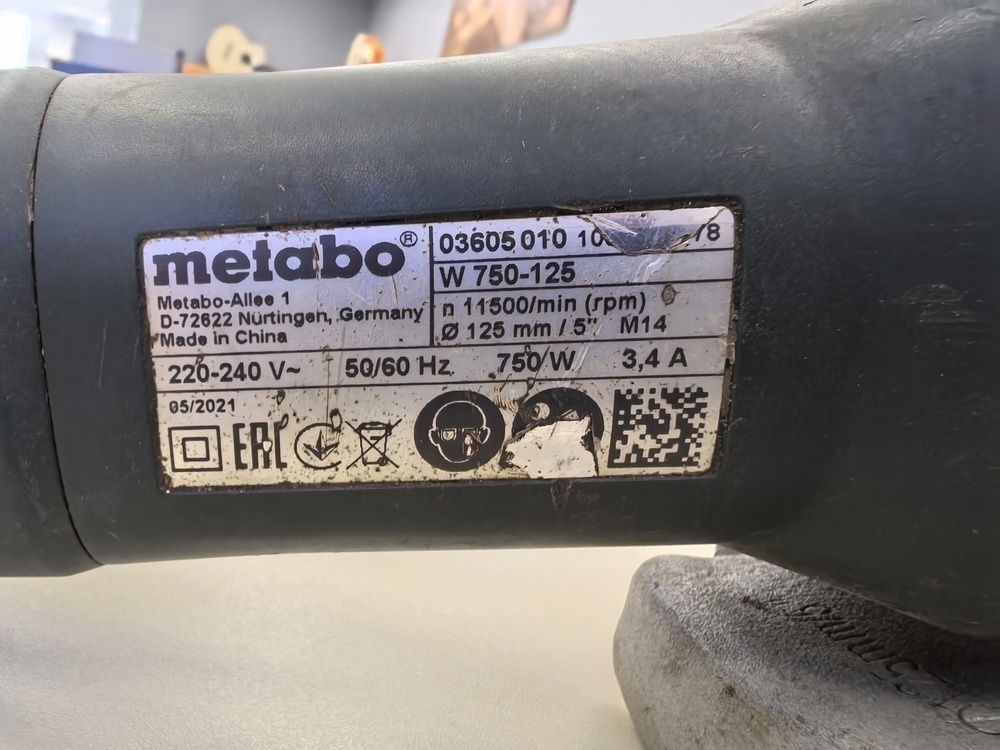 metabo®
Metabo-Allee 1
D-72622 Nürtingen, Germany
Made in China
03605 010
W 750-125
n 11500/min (rpm)
Ø 125 mm / 5" M14
220-240 V~ 50/60 Hz 750 W 3,4 A
05/2021
EAC